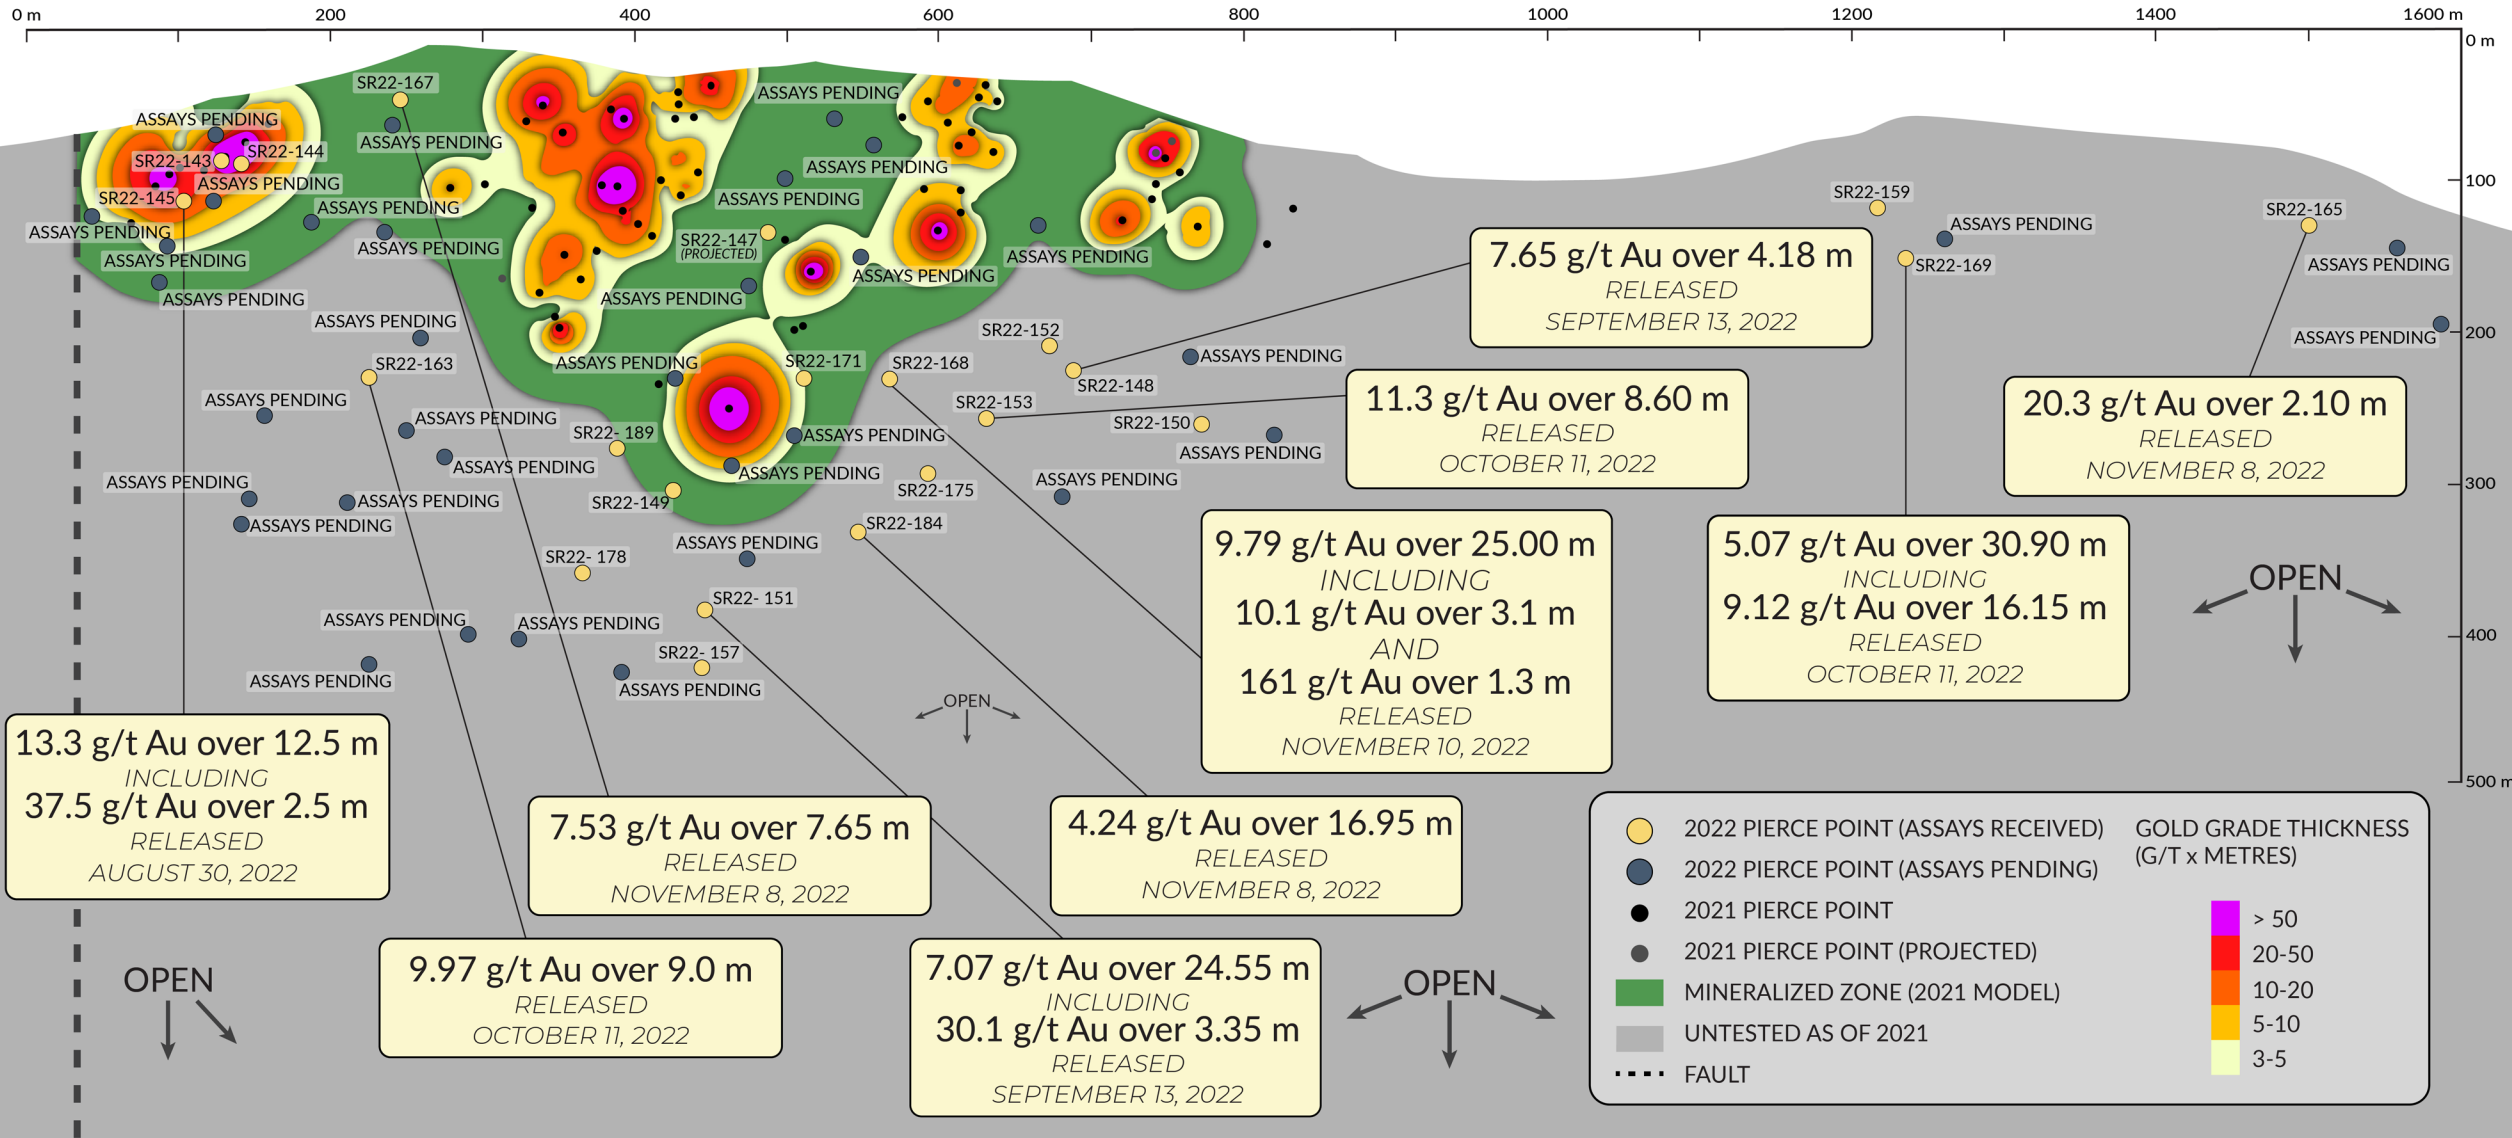 0 m
200
400
600
800
1000
1200
1400
1600 m
0 m
100
200
300
400
500 m
SR22-167
ASSAYS PENDING
ASSAYS PENDING
ASSAYS PENDING
SR22-143
SR22-144
ASSAYS PENDING
SR22-145
ASSAYS PENDING
ASSAYS PENDING
ASSAYS PENDING
ASSAYS PENDING
ASSAYS PENDING
ASSAYS PENDING
ASSAYS PENDING
ASSAYS PENDING
SR22-147
(PROJECTED)
ASSAYS PENDING
ASSAYS PENDING
ASSAYS PENDING
SR22-159
ASSAYS PENDING
SR22-169
SR22-165
ASSAYS PENDING
ASSAYS PENDING
ASSAYS PENDING
SR22-163
ASSAYS PENDING
SR22-171
SR22-168
SR22-152
SR22-148
ASSAYS PENDING
SR22-153
SR22-150
ASSAYS PENDING
ASSAYS PENDING
ASSAYS PENDING
ASSAYS PENDING
SR22- 189
ASSAYS PENDING
ASSAYS PENDING
SR22-175
ASSAYS PENDING
ASSAYS PENDING
ASSAYS PENDING
ASSAYS PENDING
SR22-149
SR22-184
ASSAYS PENDING
SR22- 178
SR22- 151
ASSAYS PENDING
ASSAYS PENDING
SR22- 157
ASSAYS PENDING
ASSAYS PENDING
OPEN
7.65 g/t Au over 4.18 m
RELEASED
SEPTEMBER 13, 2022
11.3 g/t Au over 8.60 m
RELEASED
OCTOBER 11, 2022
20.3 g/t Au over 2.10 m
RELEASED
NOVEMBER 8, 2022
9.79 g/t Au over 25.00 m
INCLUDING
10.1 g/t Au over 3.1 m
AND
161 g/t Au over 1.3 m
RELEASED
NOVEMBER 10, 2022
5.07 g/t Au over 30.90 m
INCLUDING
9.12 g/t Au over 16.15 m
RELEASED
OCTOBER 11, 2022
OPEN
13.3 g/t Au over 12.5 m
INCLUDING
37.5 g/t Au over 2.5 m
RELEASED
AUGUST 30, 2022
7.53 g/t Au over 7.65 m
RELEASED
NOVEMBER 8, 2022
4.24 g/t Au over 16.95 m
RELEASED
NOVEMBER 8, 2022
OPEN
9.97 g/t Au over 9.0 m
RELEASED
OCTOBER 11, 2022
7.07 g/t Au over 24.55 m
INCLUDING
30.1 g/t Au over 3.35 m
RELEASED
SEPTEMBER 13, 2022
OPEN
2022 PIERCE POINT (ASSAYS RECEIVED)
2022 PIERCE POINT (ASSAYS PENDING)
2021 PIERCE POINT
2021 PIERCE POINT (PROJECTED)
MINERALIZED ZONE (2021 MODEL)
UNTESTED AS OF 2021
FAULT
GOLD GRADE THICKNESS
(G/T x METRES)
> 50
20-50
10-20
5-10
3-5